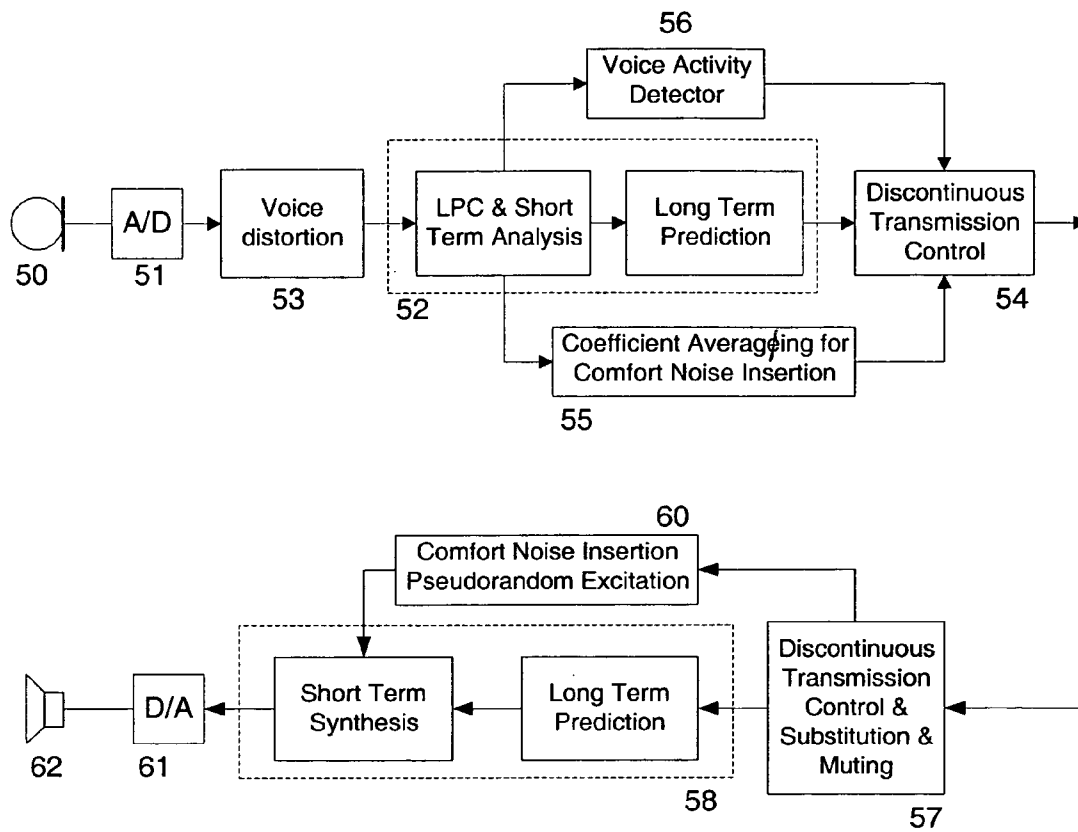 56
Voice Activity
Detector
A/D
Voice
distortion
LPC & Short
Term Analysis
Long Term
Prediction
Discontinuous
Transmission
Control
50
51
53
52
54
Coefficient Averageing for
Comfort Noise Insertion
55
60
Comfort Noise Insertion
Pseudorandom Excitation
D/A
Short Term
Synthesis
Long Term
Prediction
Discontinuous
Transmission
Control &
Substitution &
Muting
62
61
58
57